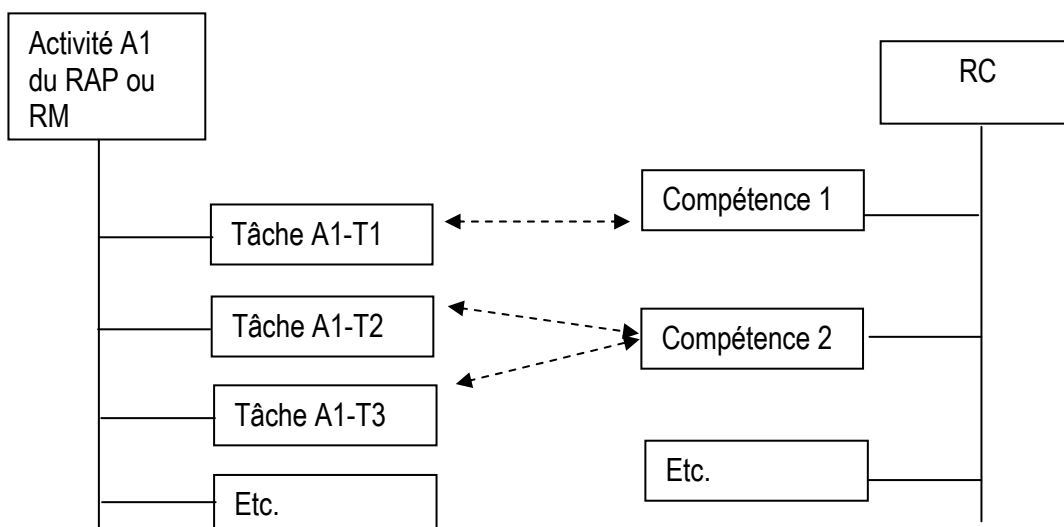 Activité A1
du RAP ou
RM
RC
Compétence 1
Tâche A1-T1
Tâche A1-T2
Compétence 2
Tâche A1-T3
Etc.
Etc.